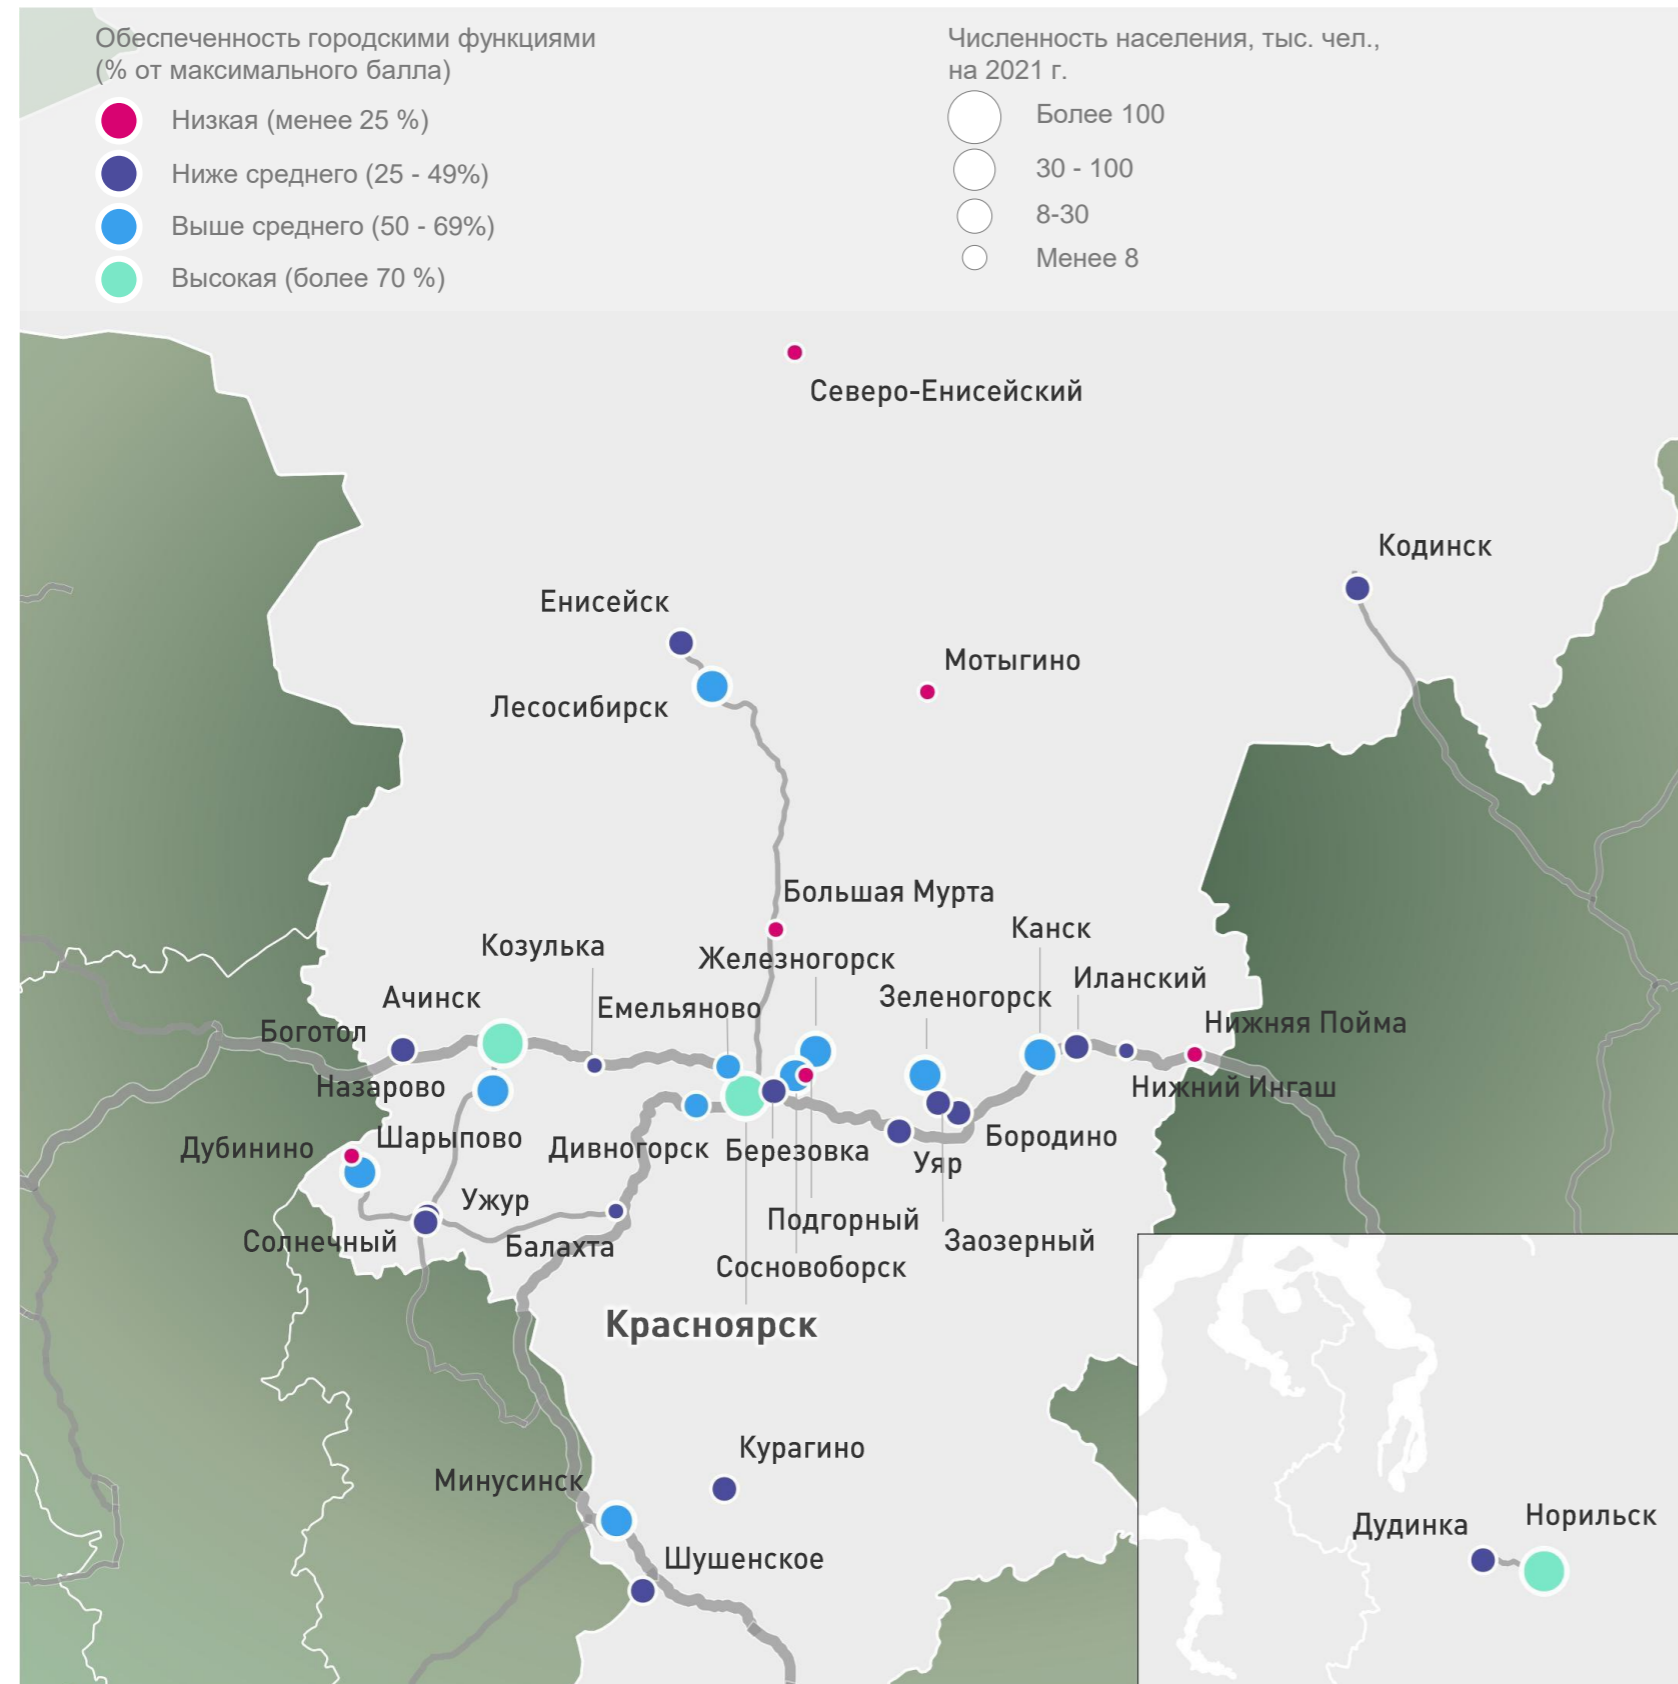 Обеспеченность городскими функциями
(% от максимального балла)
Низкая (менее 25 %)
Ниже среднего (25 - 49%)
Выше среднего (50 - 69%)
Высокая (более 70 %)
Численность населения, тыс. чел.,
на 2021 г.
Более 100
30 - 100
8-30
Менее 8
Северо-Енисейский
Кодинск
Енисейск
Мотыгино
Лесосибирск
Большая Мурта
Канск
Козулька
Железногорск
Иланский
Ачинск
Зеленогорск
Емельяново
Нижняя Пойма
Боготол
Назарово
Нижний Ингаш
Шарыпово
Бородино
Дубинино
Дивногорск
Березовка
Уяр
Ужур
Подгорный
Солнечный
Заозерный
Балахта
Сосновоборск
Красноярск
Курагино
Минусинск
Норильск
Дудинка
Шушенское